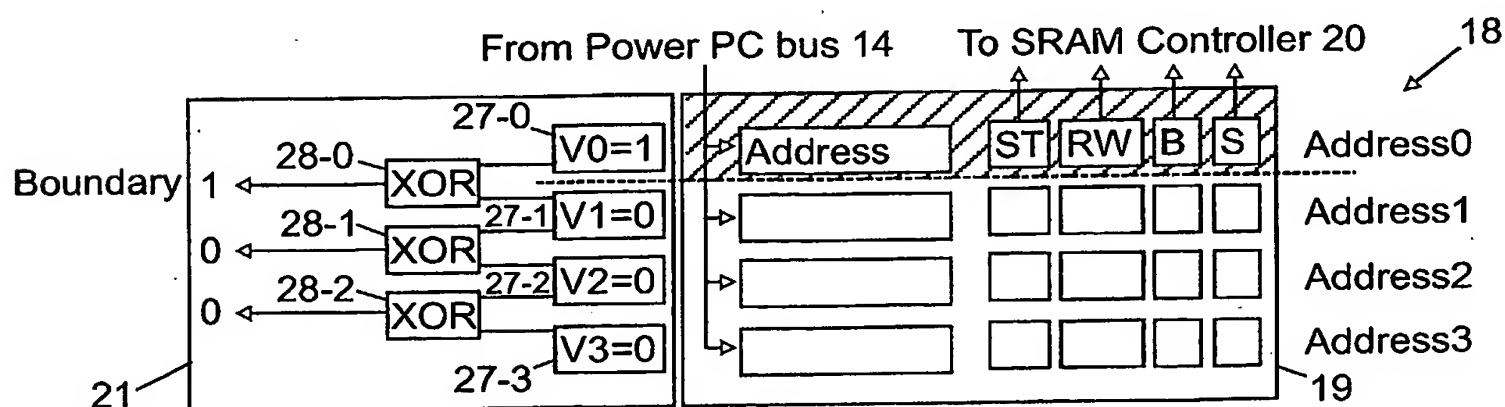 From Power PC bus 14 To SRAM Controller 20 18
27-0 V0=1 Address ST RW B S Address0
28-0 XOR
Boundary 1
27-1 V1=0 Address1
28-1 XOR
0
27-2 V2=0 Address2
28-2 XOR
0
V3=0 Address3
27-3
21 19